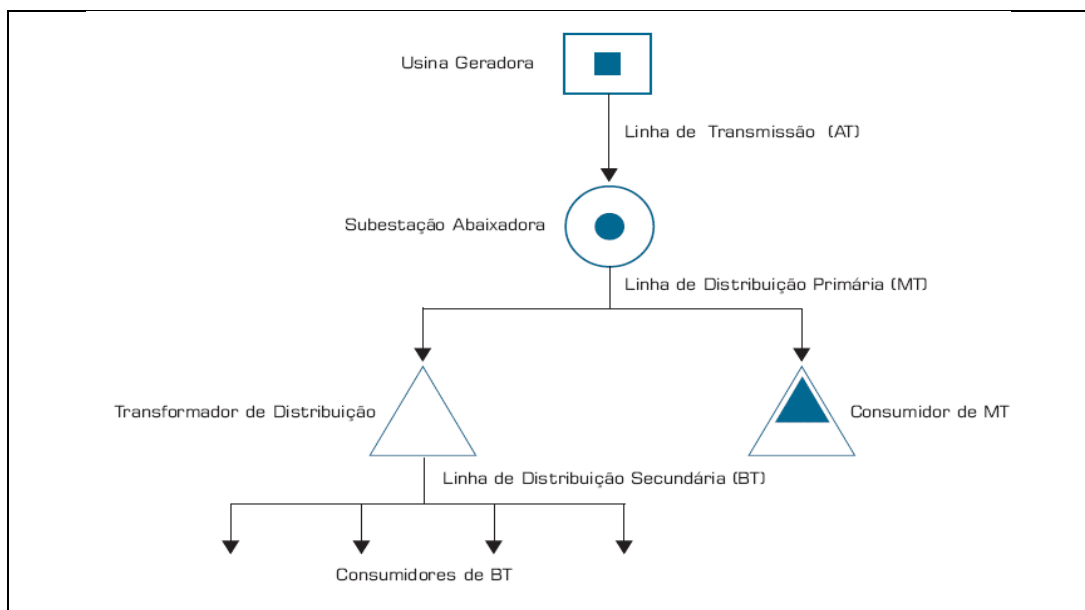 Usina Geradora
Linha de Transmissão (AT)
Subestação Abaixadora
Linha de Distribuição Primária (MT)
Transformador de Distribuição
Consumidor de MT
Linha de Distribuição Secundária (BT)
Consumidores de BT